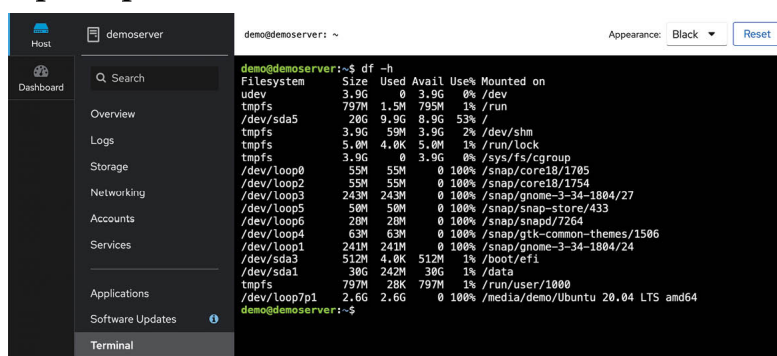 Host
Dashboard
demoserver
Search
Overview
Logs
Storage
Networking
Accounts
Services
Applications
Software Updates
Terminal
demo@demoserver: ~
Appearance: Black Reset
demo@demoserver:~$ df -h
Filesystem Size Used Avail Use% Mounted on
udev 3.9G 0 3.9G 0% /dev
tmpfs 797M 1.5M 795M 1% /run
/dev/sda5 20G 9.9G 8.9G 53% /
tmpfs 3.9G 59M 3.9G 2% /dev/shm
tmpfs 5.0M 4.0K 5.0M 1% /run/lock
tmpfs 3.9G 0 3.9G 0% /sys/fs/cgroup
/dev/loop0 55M 55M 0 100% /snap/core18/1705
/dev/loop2 55M 55M 0 100% /snap/core18/1754
/dev/loop3 243M 243M 0 100% /snap/gnome-3-34-1804/27
/dev/loop5 50M 50M 0 100% /snap/snap-store/433
/dev/loop6 28M 28M 0 100% /snap/snapd/7264
/dev/loop4 63M 63M 0 100% /snap/gtk-common-themes/1506
/dev/loop1 241M 241M 0 100% /snap/gnome-3-34-1804/24
/dev/sda3 512M 4.0K 512M 1% /boot/efi
/dev/sda1 30G 242M 30G 1% /data
tmpfs 797M 28K 797M 1% /run/user/1000
/dev/loop7p1 2.6G 2.6G 0 100% /media/demo/Ubuntu 20.04 LTS amd64
demo@demoserver:~$